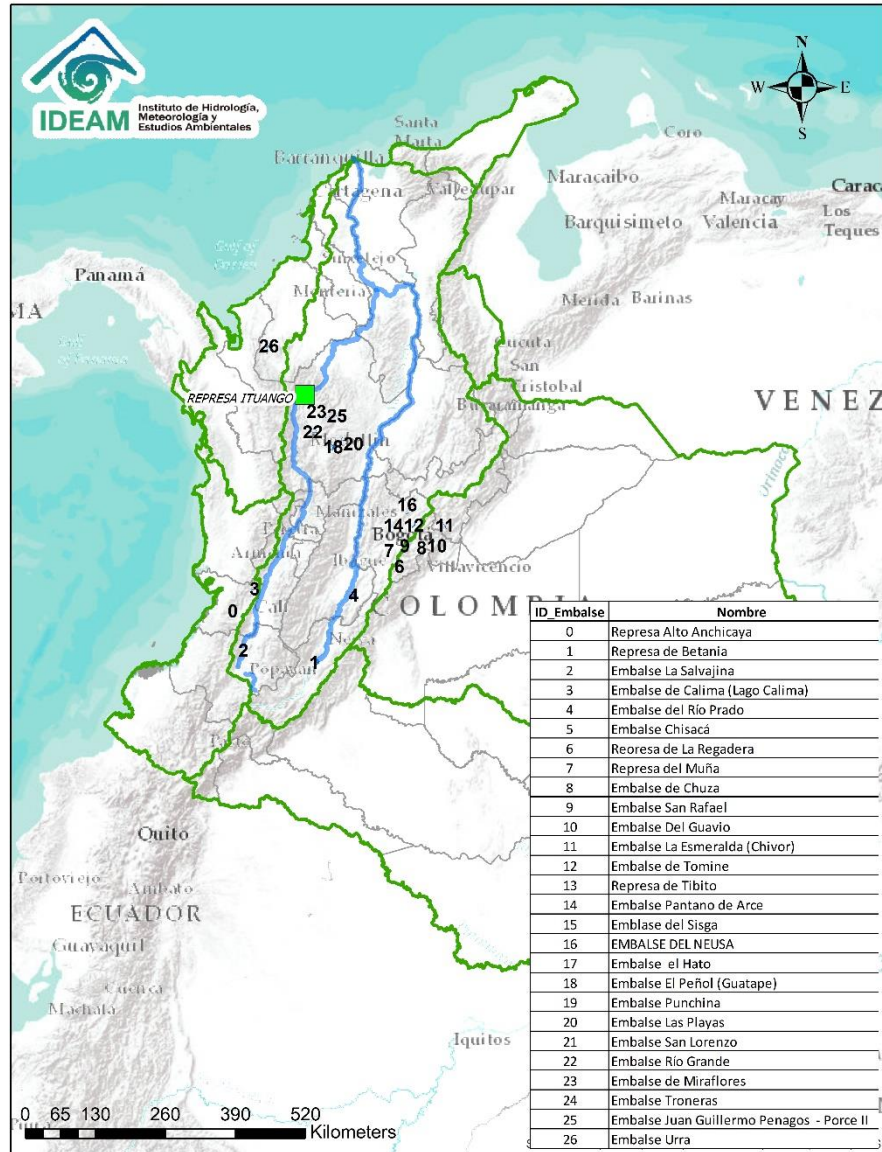 IDEAM
Instituto de Hidrología,
Meteorología y
Estudios Ambientales
N
W
E
S
Santa
Marta
Barranquilla
Coro
Maracaibo
Maracay
Barquisimeto
Valencia
Los
Teques
Panamá
Merida
Barinas
Cucuta
San
26
REPRESA ITUANGO
VENEZ
23
25
22
18
20
Orinoco
16
Manizales
14
12
11
Bogotá
7
9
8
10
6
Villavicencio
3
4
0
COLOMBIA
2
1
Popayán
Quito
Portoviejo
Ambato
ECUADOR
Guayaquil
Cuenca
Machala
Iquitos
ID_Embalse Nombre
0 Represa Alto Anchicaya
1 Represa de Betania
2 Embalse La Salvajina
3 Embalse de Calima (Lago Calima)
4 Embalse del Río Prado
5 Embalse Chisacá
6 Reoresa de La Regadera
7 Represa del Muña
8 Embalse de Chuza
9 Embalse San Rafael
10 Embalse Del Guavio
11 Embalse La Esmeralda (Chivor)
12 Embalse de Tomine
13 Represa de Tibito
14 Embalse Pantano de Arce
15 Emblase del Sisga
16 EMBALSE DEL NEUSA
17 Embalse el Hato
18 Embalse El Peñol (Guatape)
19 Embalse Punchina
20 Embalse Las Playas
21 Embalse San Lorenzo
22 Embalse Río Grande
23 Embalse de Miraflores
24 Embalse Troneras
25 Embalse Juan Guillermo Penagos - Porce II
26 Embalse Urra
0 65 130 260 390 520
Kilometers